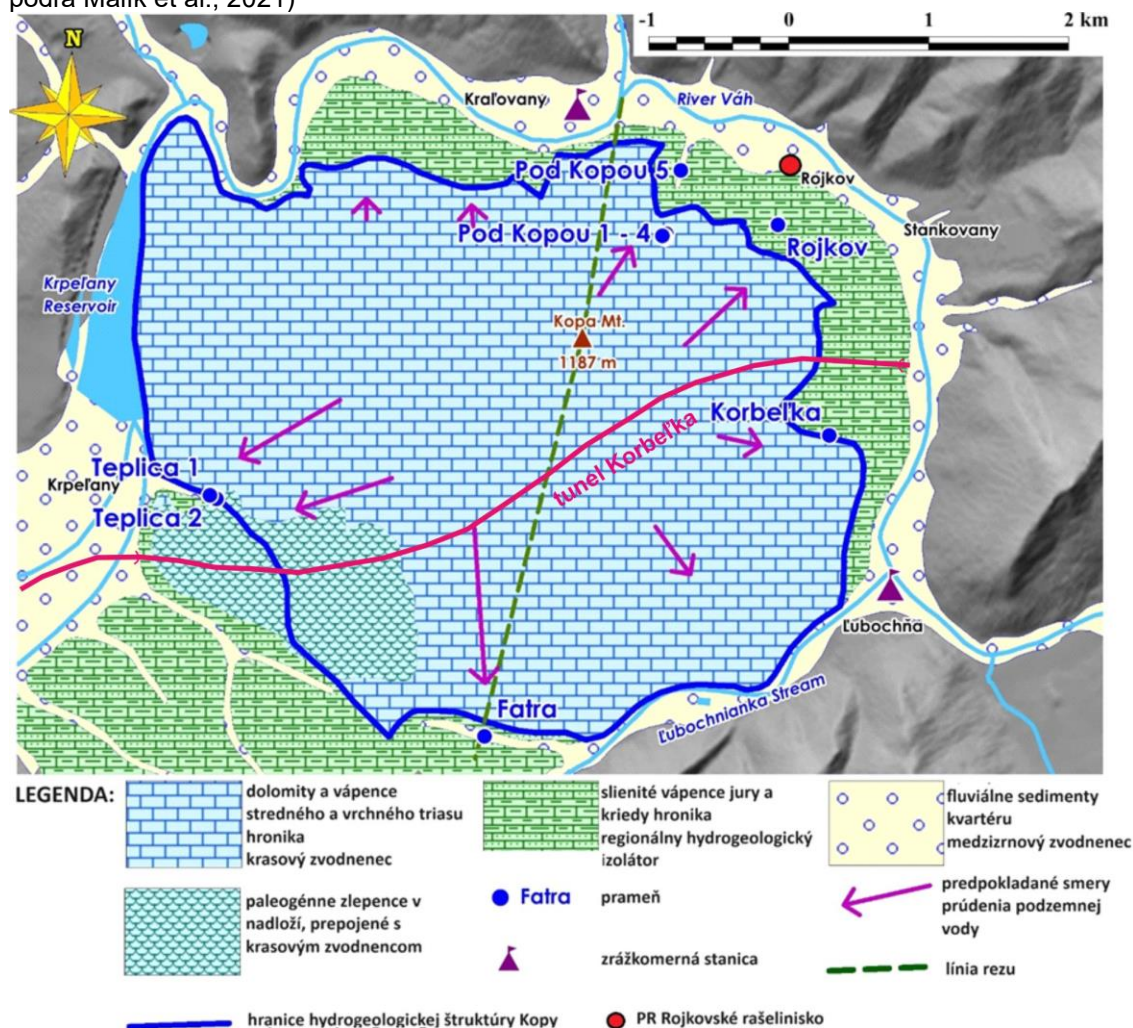 podľa Malík et al., 2021)
N
-1 0 1 2 km
Kraľovany
River Váh
Pod Kopou 5
Rojkov
Pod Kopou 1 - 4
Rojkov
Stankovany
Krpeľany
Reservoir
Kopa Mt.
1187 m
Korbeľka
tunel Korbeľka
Teplica 1
Krpeľany
Teplica 2
Ľubochňa
Fatra
Ľubochnianka Stream
LEGENDA:
dolomity a vápence
stredného a vrchného triasu
hronika
krasový zvodnenec
slienité vápence jury a
kriedy hronika
regionálny hydrogeologický
izolátor
fluviálne sedimenty
kvartéru
medzizrnový zvodnenec
paleogénne zlepence v
nadloží, prepojené s
krasovým zvodnencom
Fatra
prameň
zrážkomerná stanica
predpokladané smery
prúdenia podzemnej
vody
línia rezu
hranice hydrogeologickej štruktúry Kopy
PR Rojkovské rašelinisko